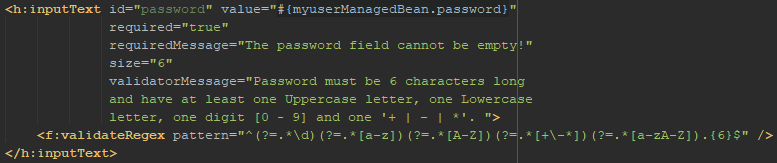 <h:inputText id="password" value="#{myuserManagedBean.password}"
required="true"
requiredMessage="The password field cannot be empty!"
size="6"
validatorMessage="Password must be 6 characters long
and have at least one Uppercase letter, one Lowercase
letter, one digit [0 - 9] and one '+ | - | *'. ">
<f:validateRegex pattern="^(?=.*\d)(?=.*[a-z])(?=.*[A-Z])(?=.*[+\-*])(?=.*[a-zA-Z]).{6}$" />
</h:inputText>